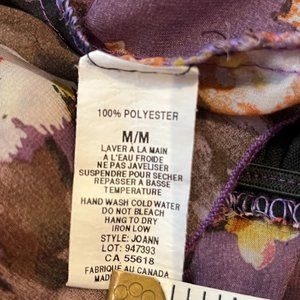 100% POLYESTER
M/M
LAVER A LA MAIN
A L'EAU FROIDE
NE PAS JAVELISER
SUSPENDRE POUR SECHER
REPASSER A BASSE
TEMPERATURE
HAND WASH COLD WATER
DO NOT BLEACH
HANG TO DRY
IRON LOW
STYLE: JOANN
LOT: 947393
CA 55618
FABRIQUE AU CANADA